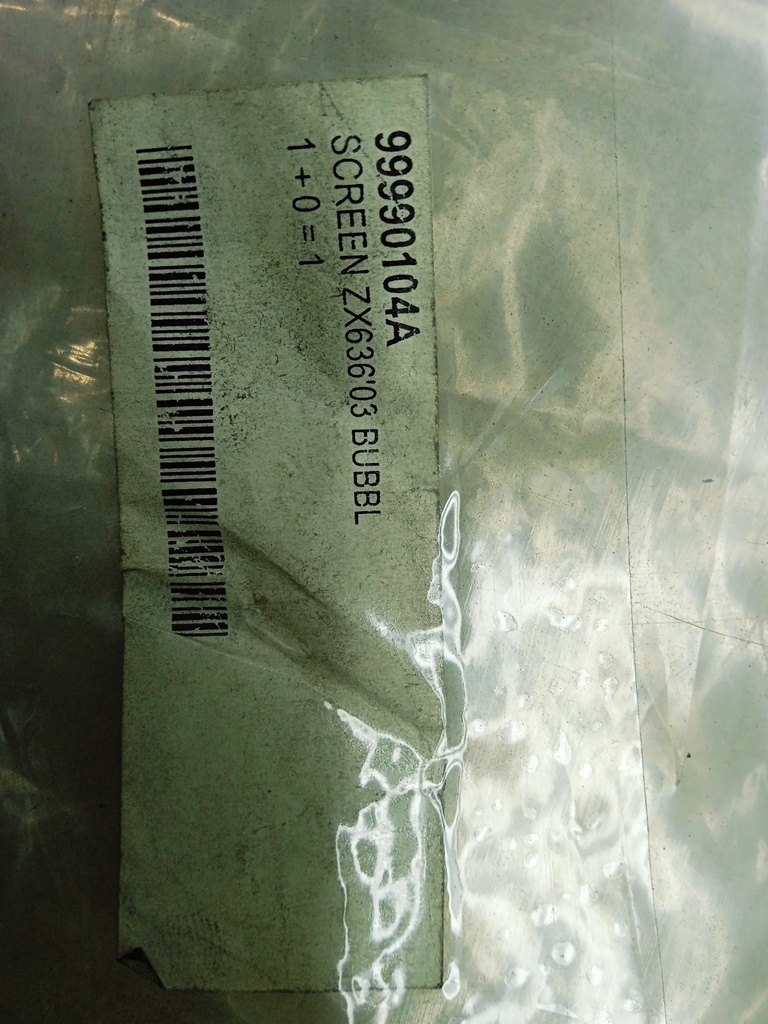 99990104A
SCREEN ZX636'03 BUBBL
1 + 0 = 1